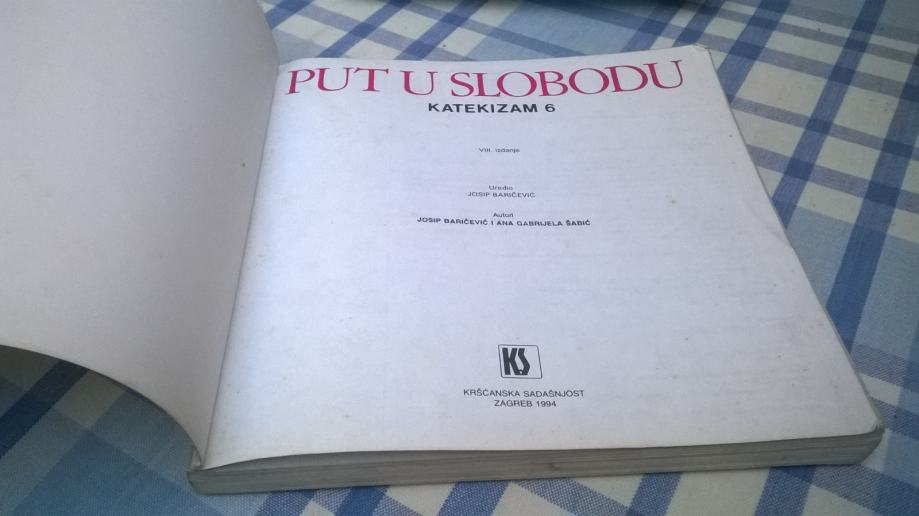 PUT U SLOBODU
KATEKIZAM 6
VIII. izdanje
Uredio
JOSIP BARIČEVIĆ
Autori
JOSIP BARIČEVIĆ I ANA GABRIJELA ŠABIĆ
KS
KRŠĆANSKA SADAŠNJOST
ZAGREB 1994